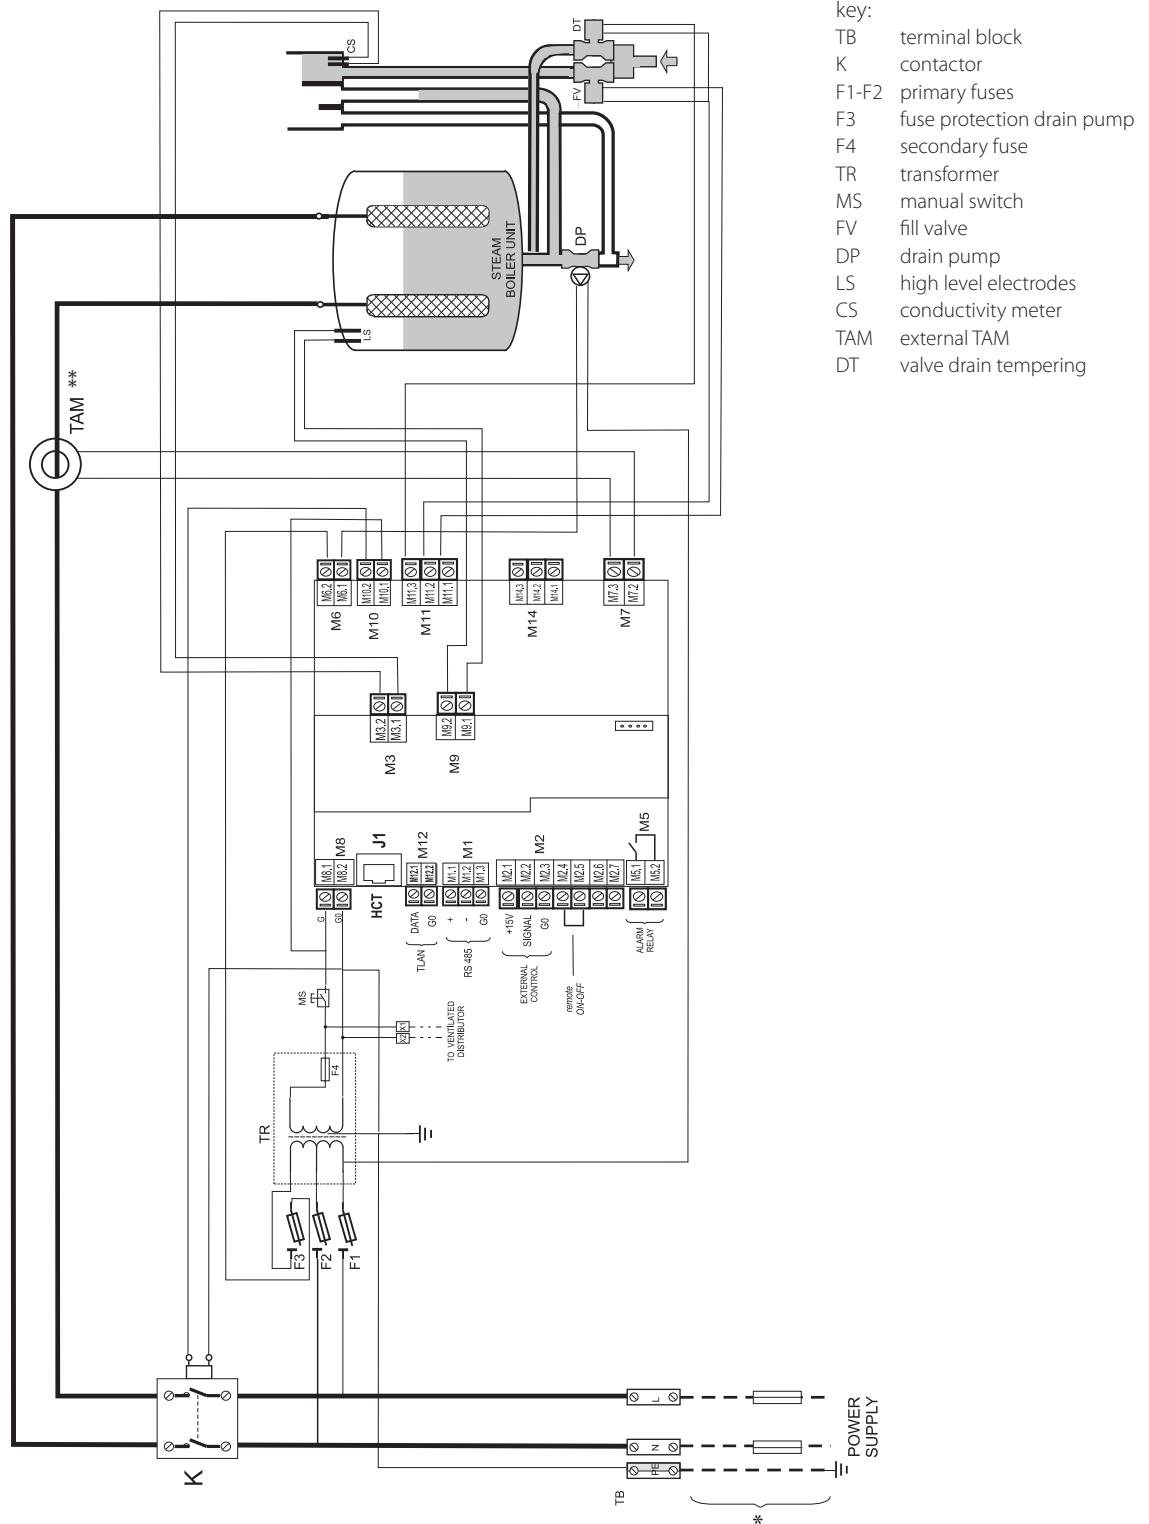 key:
TB terminal block
K contactor
F1-F2 primary fuses
F3 fuse protection drain pump
F4 secondary fuse
TR transformer
MS manual switch
FV fill valve
DP drain pump
LS high level electrodes
CS conductivity meter
TAM external TAM
DT valve drain tempering
CS
DT
FV
STEAM
BOILER UNIT
DP
LS
TAM **
M6.2
M6.1
M10.2
M10.1
M11.3
M11.2
M11.1
M14.3
M14.2
M14.1
M7.3
M7.2
M6
M10
M11
M14
M7
M3.2
M3.1
M9.2
M9.1
M3
M9
M8.1
M8.2
M8
J1
HCT
M12.1
M12.2
M12
M1.1
M1.2
M1.3
M1
M2.1
M2.2
M2.3
M2.4
M2.5
M2.6
M2.7
M2
M5.1
M5.2
M5
G
G0
DATA
G0
TLAN
+
-
G0
RS 485
+15V
SIGNAL
G0
EXTERNAL
CONTROL
remote
ON-OFF
ALARM
RELAY
MS
X1
X2
TO VENTILATED
DISTRIBUTOR
F4
TR
F3
F2
F1
K
L
N
PE
TB
POWER
SUPPLY
*